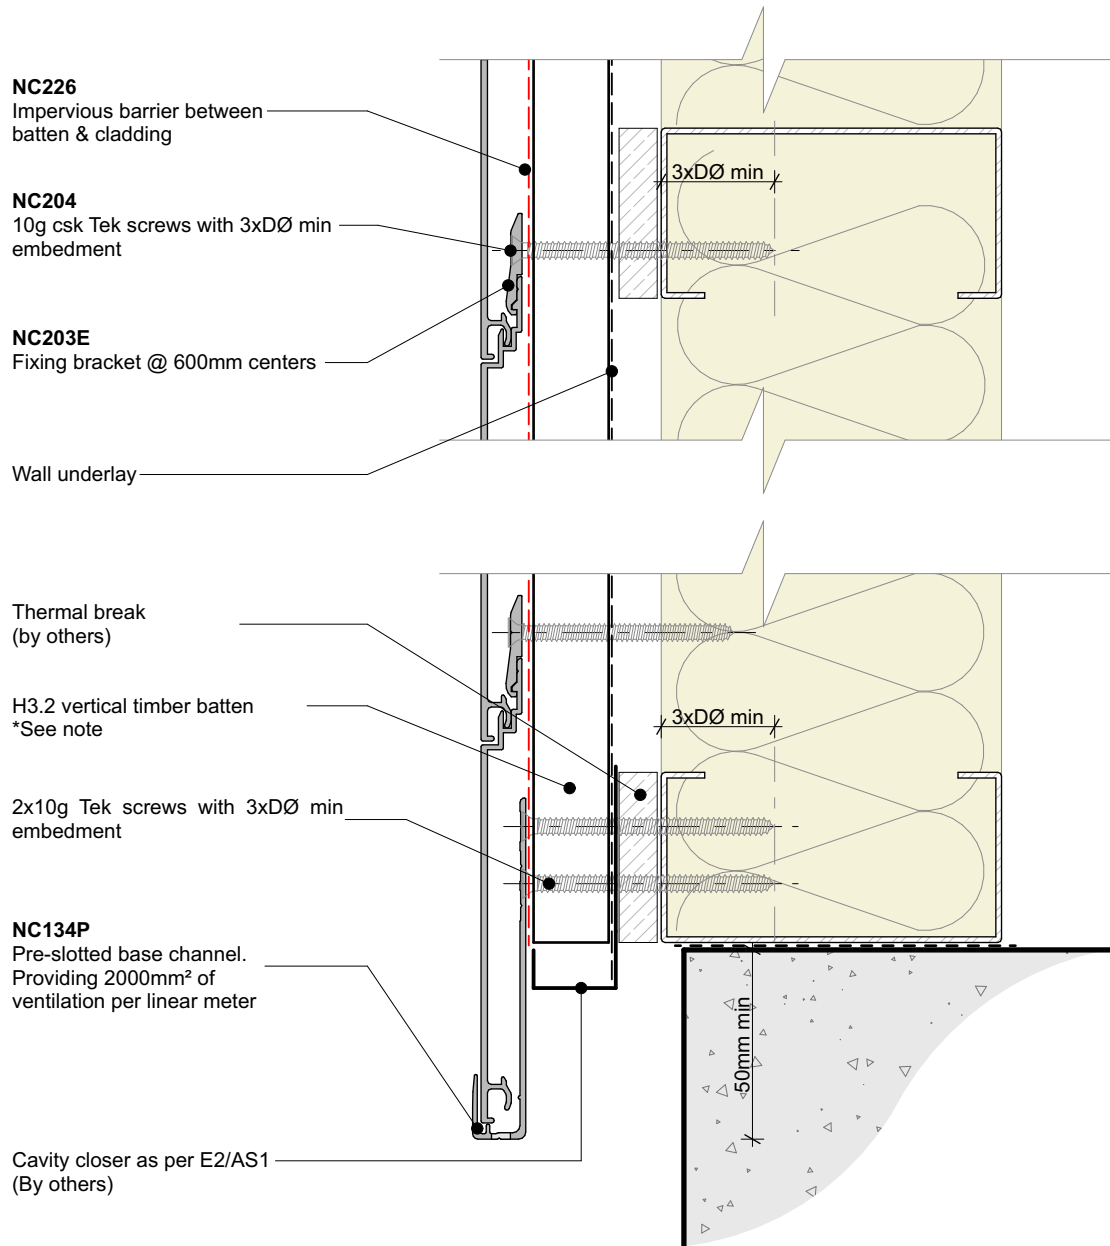 NC226
Impervious barrier between
batten & cladding
3xDØ min
NC204
10g csk Tek screws with 3xDØ min
embedment
NC203E
Fixing bracket @ 600mm centers
Wall underlay
Thermal break
(by others)
H3.2 vertical timber batten
*See note
3xDØ min
2x10g Tek screws with 3xDØ min
embedment
NC134P
Pre-slotted base channel.
Providing 2000mm² of
ventilation per linear meter
50mm min
Cavity closer as per E2/AS1
(By others)